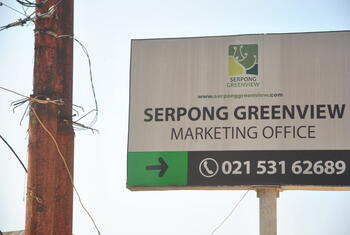 SERPONG
GREENVIEW
www.serponggreenview.com
SERPONG GREENVIEW
MARKETING OFFICE
021 531 62689